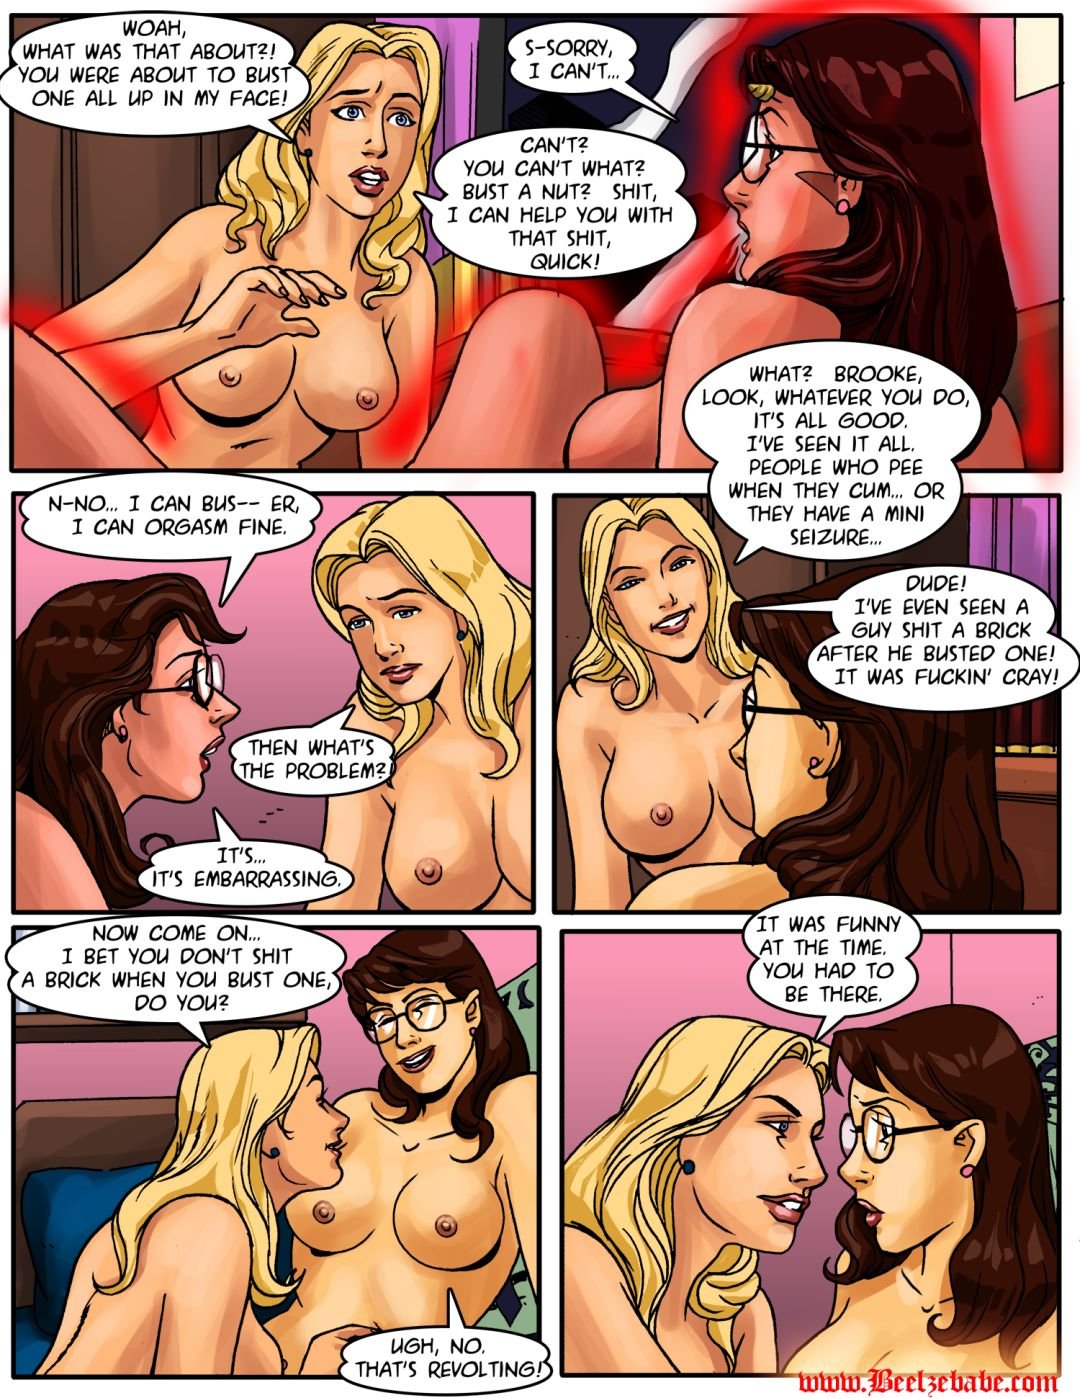 WOAH,
WHAT WAS THAT ABOUT?!
YOU WERE ABOUT TO BUST
ONE ALL UP IN MY FACE!
S-SORRY,
I CAN'T...
CAN'T?
YOU CAN'T WHAT?
BUST A NUT? SHIT,
I CAN HELP YOU WITH
THAT SHIT,
QUICK!
N-NO... I CAN BUS-- ER,
I CAN ORGASM FINE.
THEN WHAT'S
THE PROBLEM?
IT'S...
IT'S EMBARRASSING.
WHAT? BROOKE,
LOOK, WHATEVER YOU DO,
IT'S ALL GOOD.
I'VE SEEN IT ALL.
PEOPLE WHO PEE
WHEN THEY CUM... OR
THEY HAVE A MINI
SEIZURE...
DUDE!
I'VE EVEN SEEN A
GUY SHIT A BRICK
AFTER HE BUSTED ONE!
IT WAS FUCKIN' CRAY!
NOW COME ON...
I BET YOU DON'T SHIT
A BRICK WHEN YOU BUST ONE,
DO YOU?
UGH, NO.
THAT'S REVOLTING!
IT WAS FUNNY
AT THE TIME.
YOU HAD TO
BE THERE.
www.Beelzebabe.com